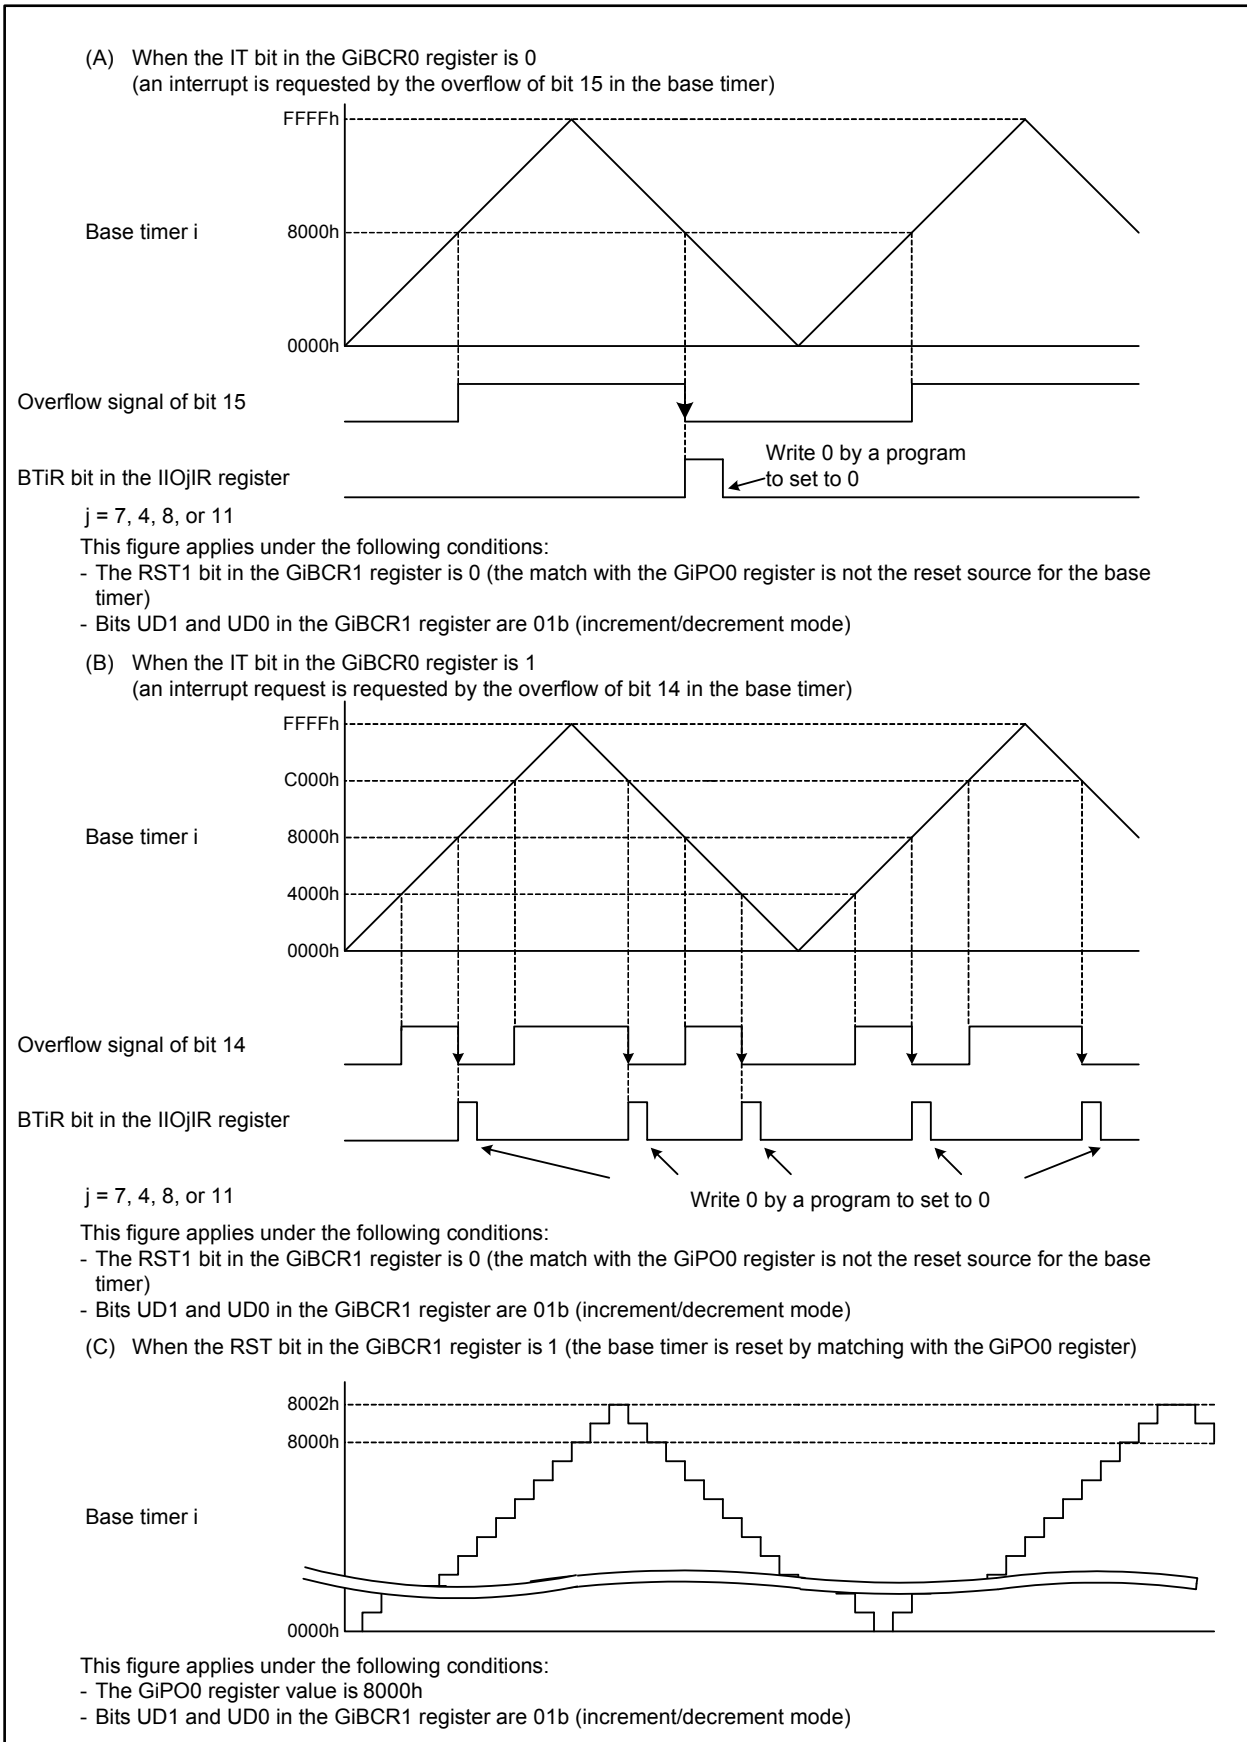 (A) When the IT bit in the GiBCR0 register is 0
(an interrupt is requested by the overflow of bit 15 in the base timer)
FFFFh
Base timer i
8000h
0000h
Overflow signal of bit 15
Write 0 by a program
to set to 0
BTiR bit in the IIOjIR register
j = 7, 4, 8, or 11
This figure applies under the following conditions:
- The RST1 bit in the GiBCR1 register is 0 (the match with the GiPO0 register is not the reset source for the base
timer)
- Bits UD1 and UD0 in the GiBCR1 register are 01b (increment/decrement mode)
(B) When the IT bit in the GiBCR0 register is 1
(an interrupt request is requested by the overflow of bit 14 in the base timer)
FFFFh
C000h
Base timer i
8000h
4000h
0000h
Overflow signal of bit 14
BTiR bit in the IIOjIR register
j = 7, 4, 8, or 11
Write 0 by a program to set to 0
This figure applies under the following conditions:
- The RST1 bit in the GiBCR1 register is 0 (the match with the GiPO0 register is not the reset source for the base
timer)
- Bits UD1 and UD0 in the GiBCR1 register are 01b (increment/decrement mode)
(C) When the RST bit in the GiBCR1 register is 1 (the base timer is reset by matching with the GiPO0 register)
8002h
8000h
Base timer i
0000h
This figure applies under the following conditions:
- The GiPO0 register value is 8000h
- Bits UD1 and UD0 in the GiBCR1 register are 01b (increment/decrement mode)